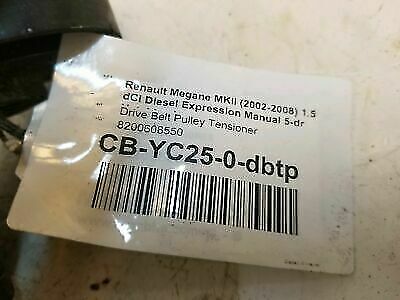 Renault Megane MKII (2002-2008) 1.5
dCi Diesel Expression Manual 5-dr
Drive Belt Pulley Tensioner
8200608550
CB-YC25-0-dbtp